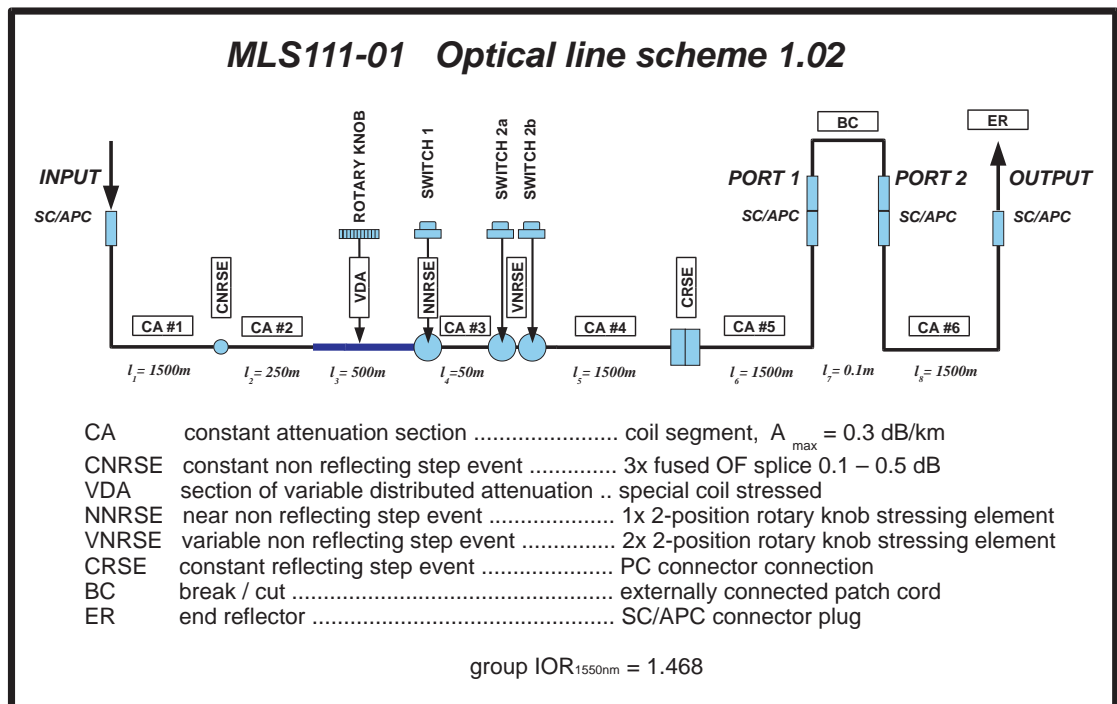 MLS111-01 Optical line scheme 1.02
BC
ER
ROTARY KNOB
SWITCH 1
SWITCH 2a
SWITCH 2b
INPUT
PORT 1
PORT 2
OUTPUT
SC/APC
SC/APC
SC/APC
SC/APC
CNRSE
VDA
NNRSE
VNRSE
CRSE
CA #1
CA #2
CA #3
CA #4
CA #5
CA #6
l1= 1500m
l2= 250m
l3= 500m
l4=50m
l5= 1500m
l6= 1500m
l7= 0.1m
l8= 1500m
CA constant attenuation section ...................... coil segment, A max = 0.3 dB/km
CNRSE constant non reflecting step event .............. 3x fused OF splice 0.1 – 0.5 dB
VDA section of variable distributed attenuation .. special coil stressed
NNRSE near non reflecting step event ..................... 1x 2-position rotary knob stressing element
VNRSE variable non reflecting step event ............... 2x 2-position rotary knob stressing element
CRSE constant reflecting step event ..................... PC connector connection
BC break / cut ................................................. externally connected patch cord
ER end reflector .............................................. SC/APC connector plug
group IOR1550nm = 1.468